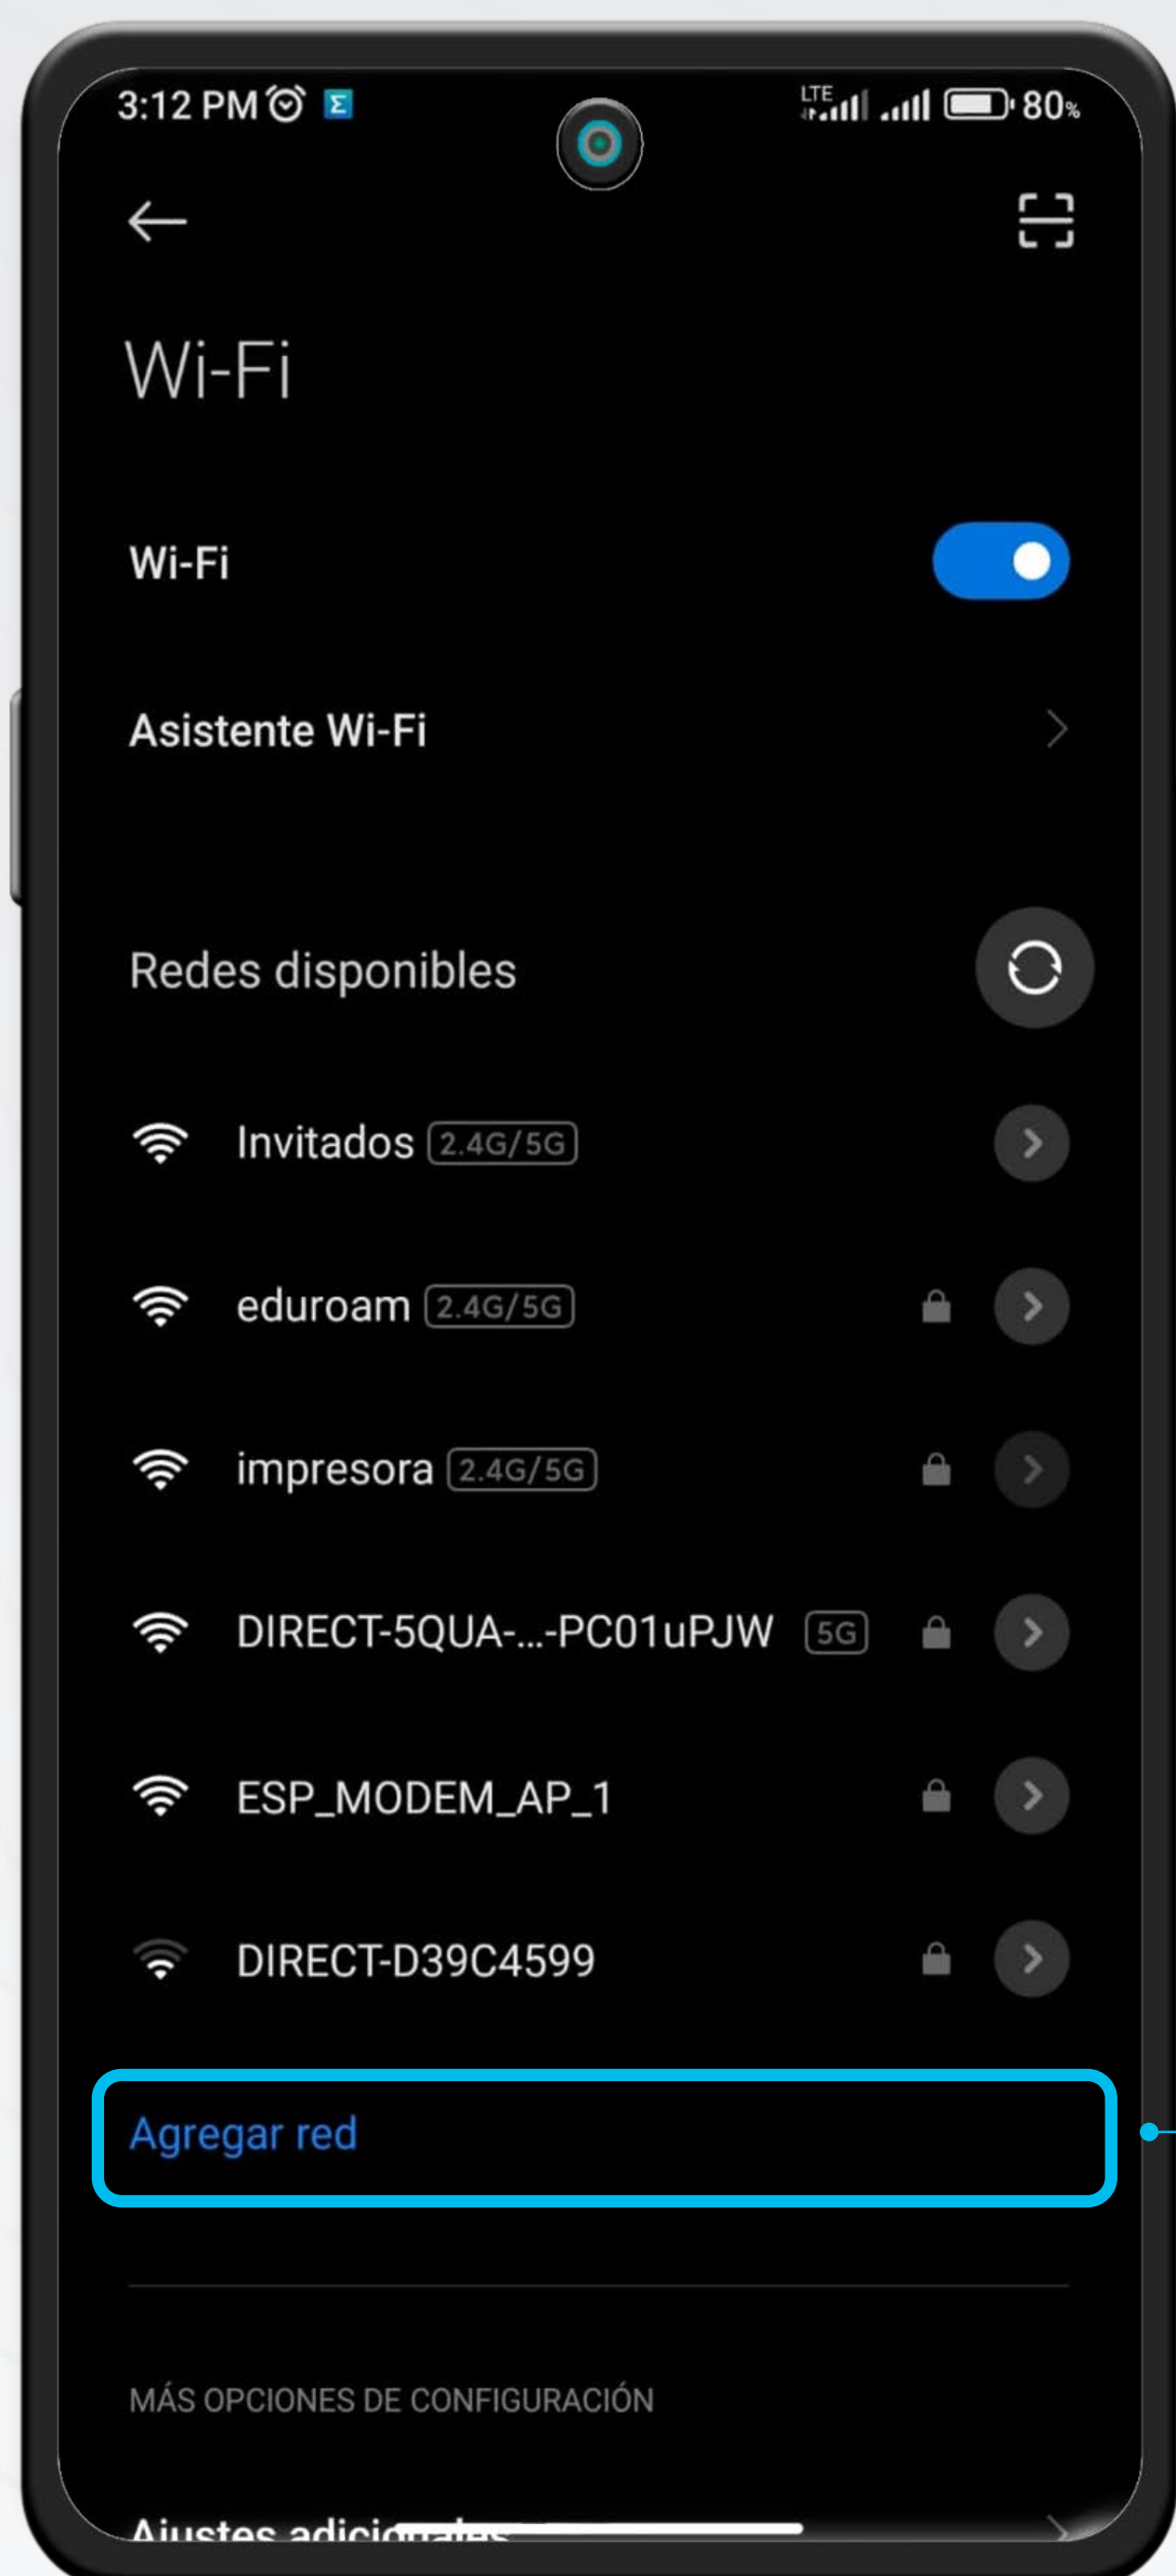 3:12 PM Σ LTE 80%
Wi-Fi
Wi-Fi
Asistente Wi-Fi
Redes disponibles
Invitados 2.4G/5G
eduroam 2.4G/5G
impresora 2.4G/5G
DIRECT-5QUA-...-PC01uPJW 5G
ESP_MODEM_AP_1
DIRECT-D39C4599
Agregar red
MÁS OPCIONES DE CONFIGURACIÓN
Ajustes adicionales